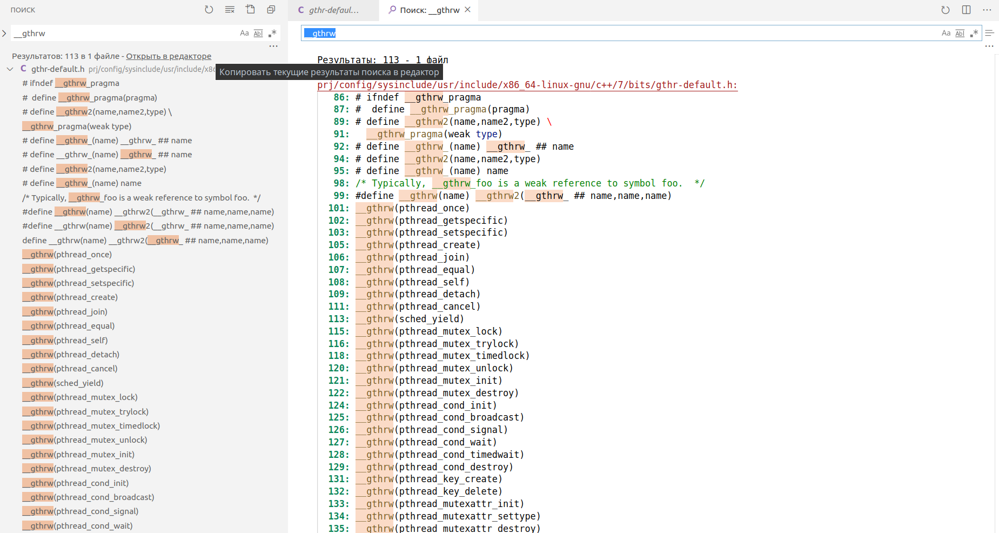 ПОИСК
__gthrw
Aa Abl .*
...
Результатов: 113 в 1 файле - Открыть в редакторе
C gthr-default.h prj/config/sysinclude/usr/include/x86
# ifndef __gthrw_pragma
#  define __gthrw_pragma(pragma)
# define __gthrw2(name,name2,type) \
__gthrw_pragma(weak type)
# define __gthrw_(name) __gthrw_ ## name
# define __gthrw_(name) __gthrw_ ## name
# define __gthrw2(name,name2,type)
# define __gthrw_(name) name
/* Typically, __gthrw_foo is a weak reference to symbol foo.  */
#define __gthrw(name) __gthrw2(__gthrw_ ## name,name,name)
#define __gthrw(name) __gthrw2(__gthrw_ ## name,name,name)
define __gthrw(name) __gthrw2(__gthrw_ ## name,name,name)
__gthrw(pthread_once)
__gthrw(pthread_getspecific)
__gthrw(pthread_setspecific)
__gthrw(pthread_create)
__gthrw(pthread_join)
__gthrw(pthread_equal)
__gthrw(pthread_self)
__gthrw(pthread_detach)
__gthrw(pthread_cancel)
__gthrw(sched_yield)
__gthrw(pthread_mutex_lock)
__gthrw(pthread_mutex_trylock)
__gthrw(pthread_mutex_timedlock)
__gthrw(pthread_mutex_unlock)
__gthrw(pthread_mutex_init)
__gthrw(pthread_mutex_destroy)
__gthrw(pthread_cond_init)
__gthrw(pthread_cond_broadcast)
__gthrw(pthread_cond_signal)
__gthrw(pthread_cond_wait)
Копировать текущие результаты поиска в редактор
C gthr-defaul...
Поиск: __gthrw
__gthrw
Aa Abl .*
...
Результаты: 113 - 1 файл
prj/config/sysinclude/usr/include/x86_64-linux-gnu/c++/7/bits/gthr-default.h:
86: # ifndef __gthrw_pragma
87: #  define __gthrw_pragma(pragma)
89: # define __gthrw2(name,name2,type) \
91:   __gthrw_pragma(weak type)
92: # define __gthrw_(name) __gthrw_ ## name
94: # define __gthrw2(name,name2,type)
95: # define __gthrw_(name) name
98: /* Typically, __gthrw_foo is a weak reference to symbol foo.  */
99: #define __gthrw(name) __gthrw2(__gthrw_ ## name,name,name)
101: __gthrw(pthread_once)
102: __gthrw(pthread_getspecific)
103: __gthrw(pthread_setspecific)
105: __gthrw(pthread_create)
106: __gthrw(pthread_join)
107: __gthrw(pthread_equal)
108: __gthrw(pthread_self)
109: __gthrw(pthread_detach)
111: __gthrw(pthread_cancel)
113: __gthrw(sched_yield)
115: __gthrw(pthread_mutex_lock)
116: __gthrw(pthread_mutex_trylock)
118: __gthrw(pthread_mutex_timedlock)
120: __gthrw(pthread_mutex_unlock)
121: __gthrw(pthread_mutex_init)
122: __gthrw(pthread_mutex_destroy)
124: __gthrw(pthread_cond_init)
125: __gthrw(pthread_cond_broadcast)
126: __gthrw(pthread_cond_signal)
127: __gthrw(pthread_cond_wait)
128: __gthrw(pthread_cond_timedwait)
129: __gthrw(pthread_cond_destroy)
131: __gthrw(pthread_key_create)
132: __gthrw(pthread_key_delete)
133: __gthrw(pthread_mutexattr_init)
134: __gthrw(pthread_mutexattr_settype)
135: __gthrw(pthread_mutexattr_destroy)